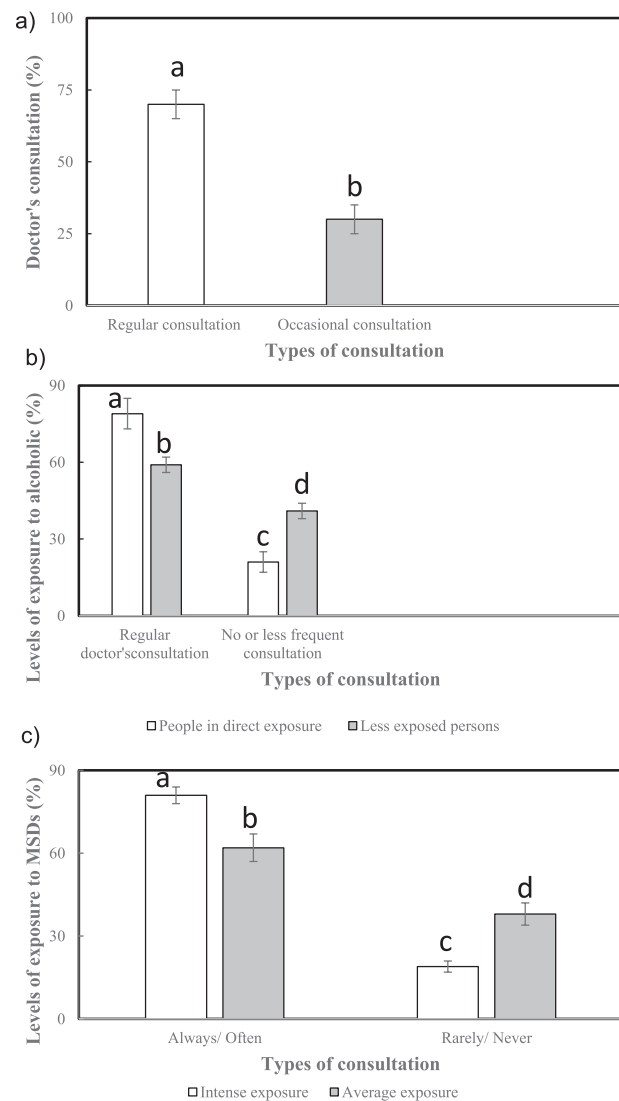 a)
Doctor's consultation (%)
100
75
50
25
0
a
b
Regular consultation
Occasional consultation
Types of consultation
b)
Levels of exposure to alcoholic (%)
90
60
30
0
a
b
c
d
Regular
doctor'sconsultation
No or less frequent
consultation
Types of consultation
People in direct exposure
Less exposed persons
c)
Levels of exposure to MSDs (%)
90
60
30
0
a
b
c
d
Always/ Often
Rarely/ Never
Types of consultation
Intense exposure
Average exposure